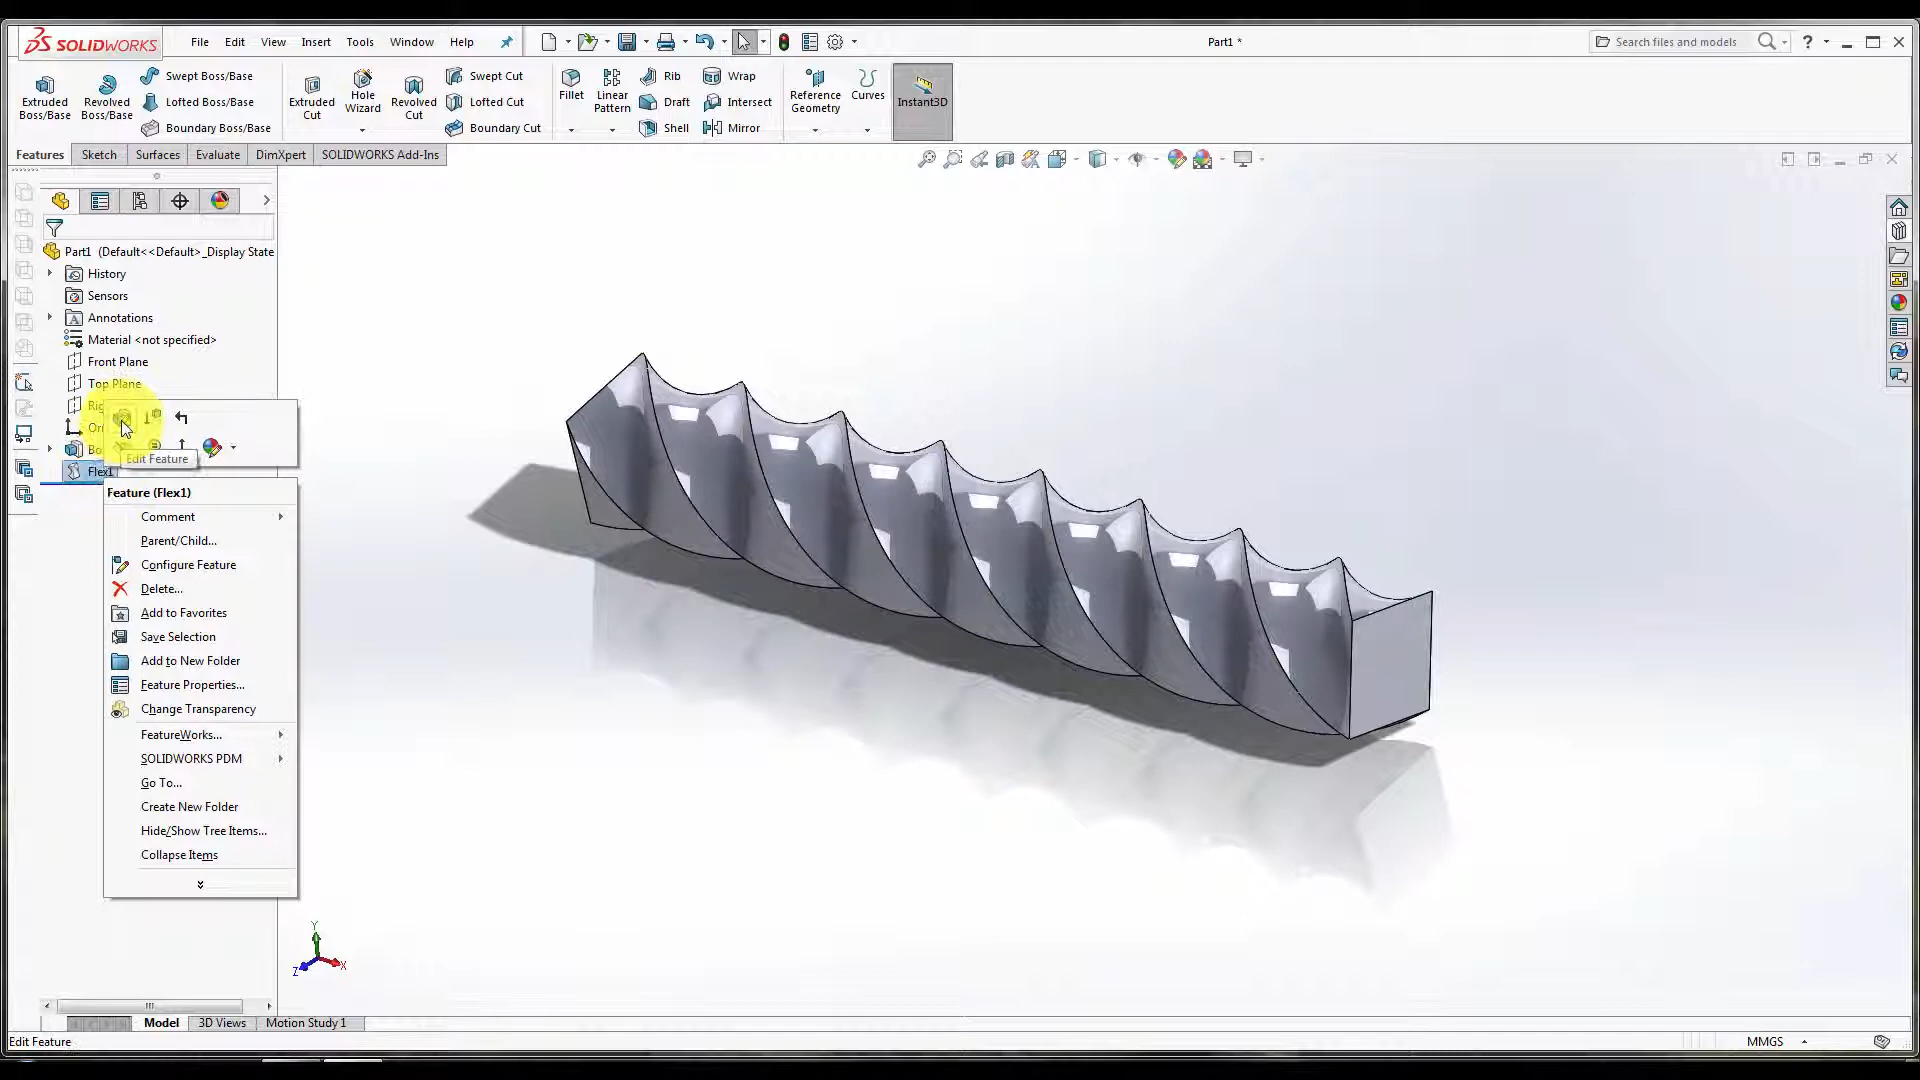 SOLIDWORKS
File Edit View Insert Tools Window Help
Part1 *
Search files and models
?
Extruded Boss/Base
Revolved Boss/Base
Swept Boss/Base
Lofted Boss/Base
Boundary Boss/Base
Extruded Cut
Hole Wizard
Revolved Cut
Swept Cut
Lofted Cut
Boundary Cut
Fillet
Linear Pattern
Rib
Draft
Shell
Wrap
Intersect
Mirror
Reference Geometry
Curves
Instant3D
Features Sketch Surfaces Evaluate DimXpert SOLIDWORKS Add-Ins
Part1 (Default<<Default>_Display State
History
Sensors
Annotations
Material <not specified>
Front Plane
Top Plane
Edit Feature
Flex1
Feature (Flex1)
Comment
Parent/Child...
Configure Feature
Delete...
Add to Favorites
Save Selection
Add to New Folder
Feature Properties...
Change Transparency
FeatureWorks...
SOLIDWORKS PDM
Go To...
Create New Folder
Hide/Show Tree Items...
Collapse Items
Y
Z
X
Model 3D Views Motion Study 1
Edit Feature
MMGS